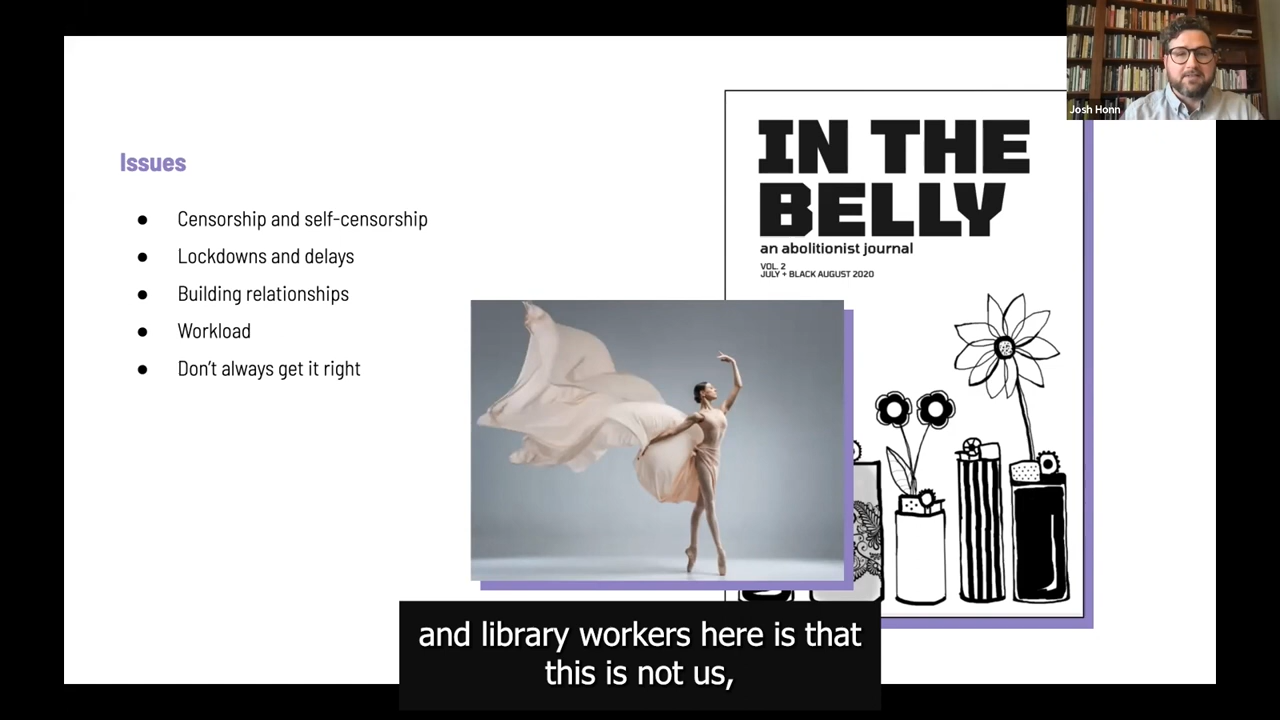 Josh Honn
Issues
● Censorship and self-censorship
● Lockdowns and delays
● Building relationships
● Workload
● Don't always get it right
IN THE
BELLY
an abolitionist journal
VOL. 2
JULY + BLACK AUGUST 2020
and library workers here is that
this is not us,